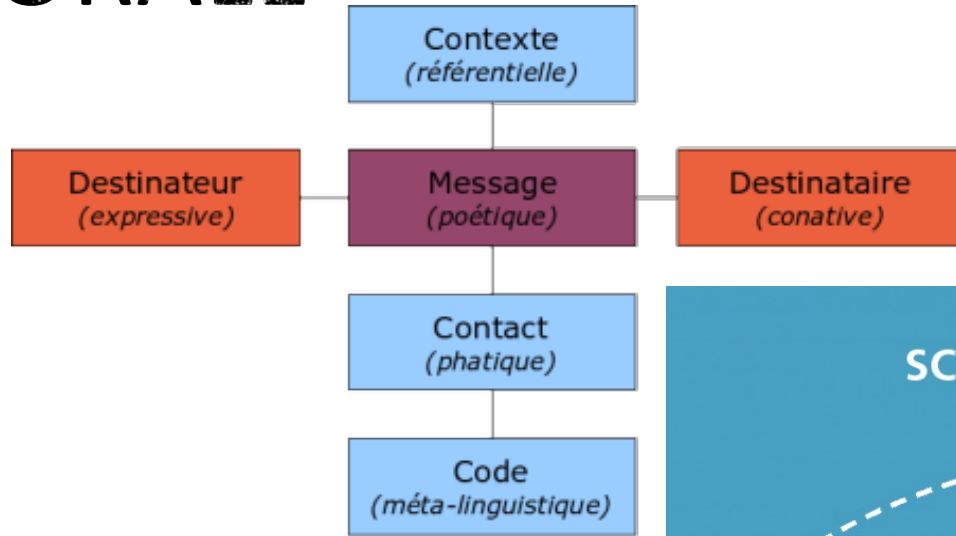 Contexte
(référentielle)
Destinateur
(expressive)
Message
(poétique)
Destinataire
(conative)
Contact
(phatique)
SC
Code
(méta-linguistique)